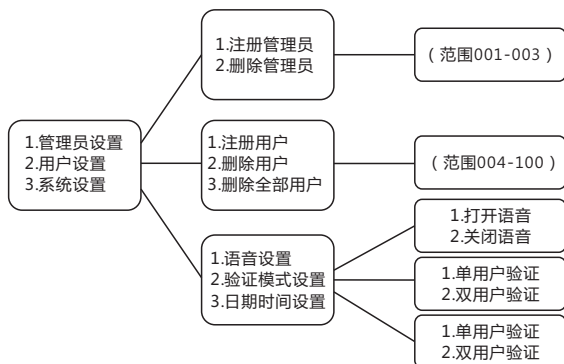 1.管理员设置
2.用户设置
3.系统设置
1.注册管理员
2.删除管理员
（范围001-003）
1.注册用户
2.删除用户
3.删除全部用户
（范围004-100）
1.语音设置
2.验证模式设置
3.日期时间设置
1.打开语音
2.关闭语音
1.单用户验证
2.双用户验证
1.单用户验证
2.双用户验证